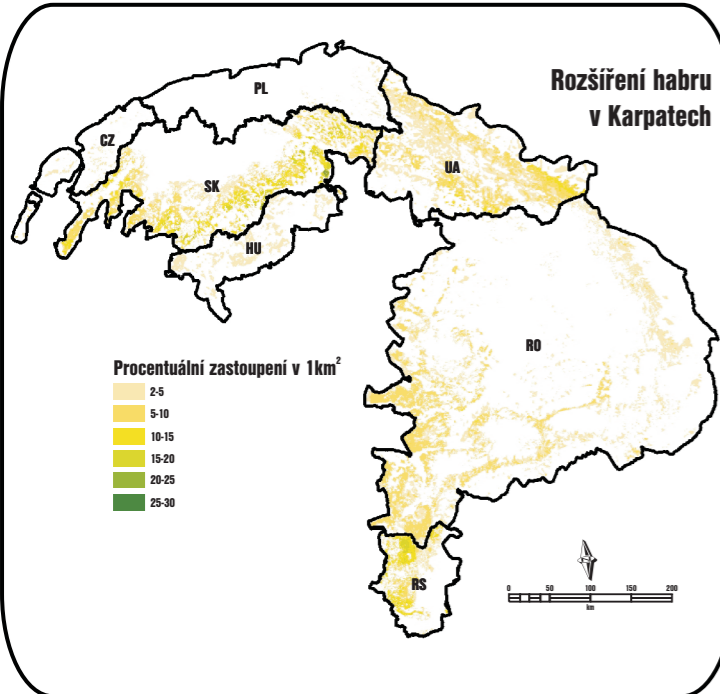 Rozšíření habru
v Karpatech
PL
CZ
SK
UA
HU
RO
RS
Procentuální zastoupení v 1km²
2-5
5-10
10-15
15-20
20-25
25-30
0 50 100 150 200
km